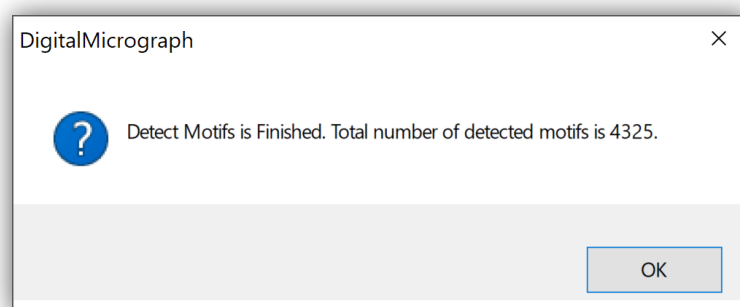 DigitalMicrograph
Detect Motifs is Finished. Total number of detected motifs is 4325.
OK